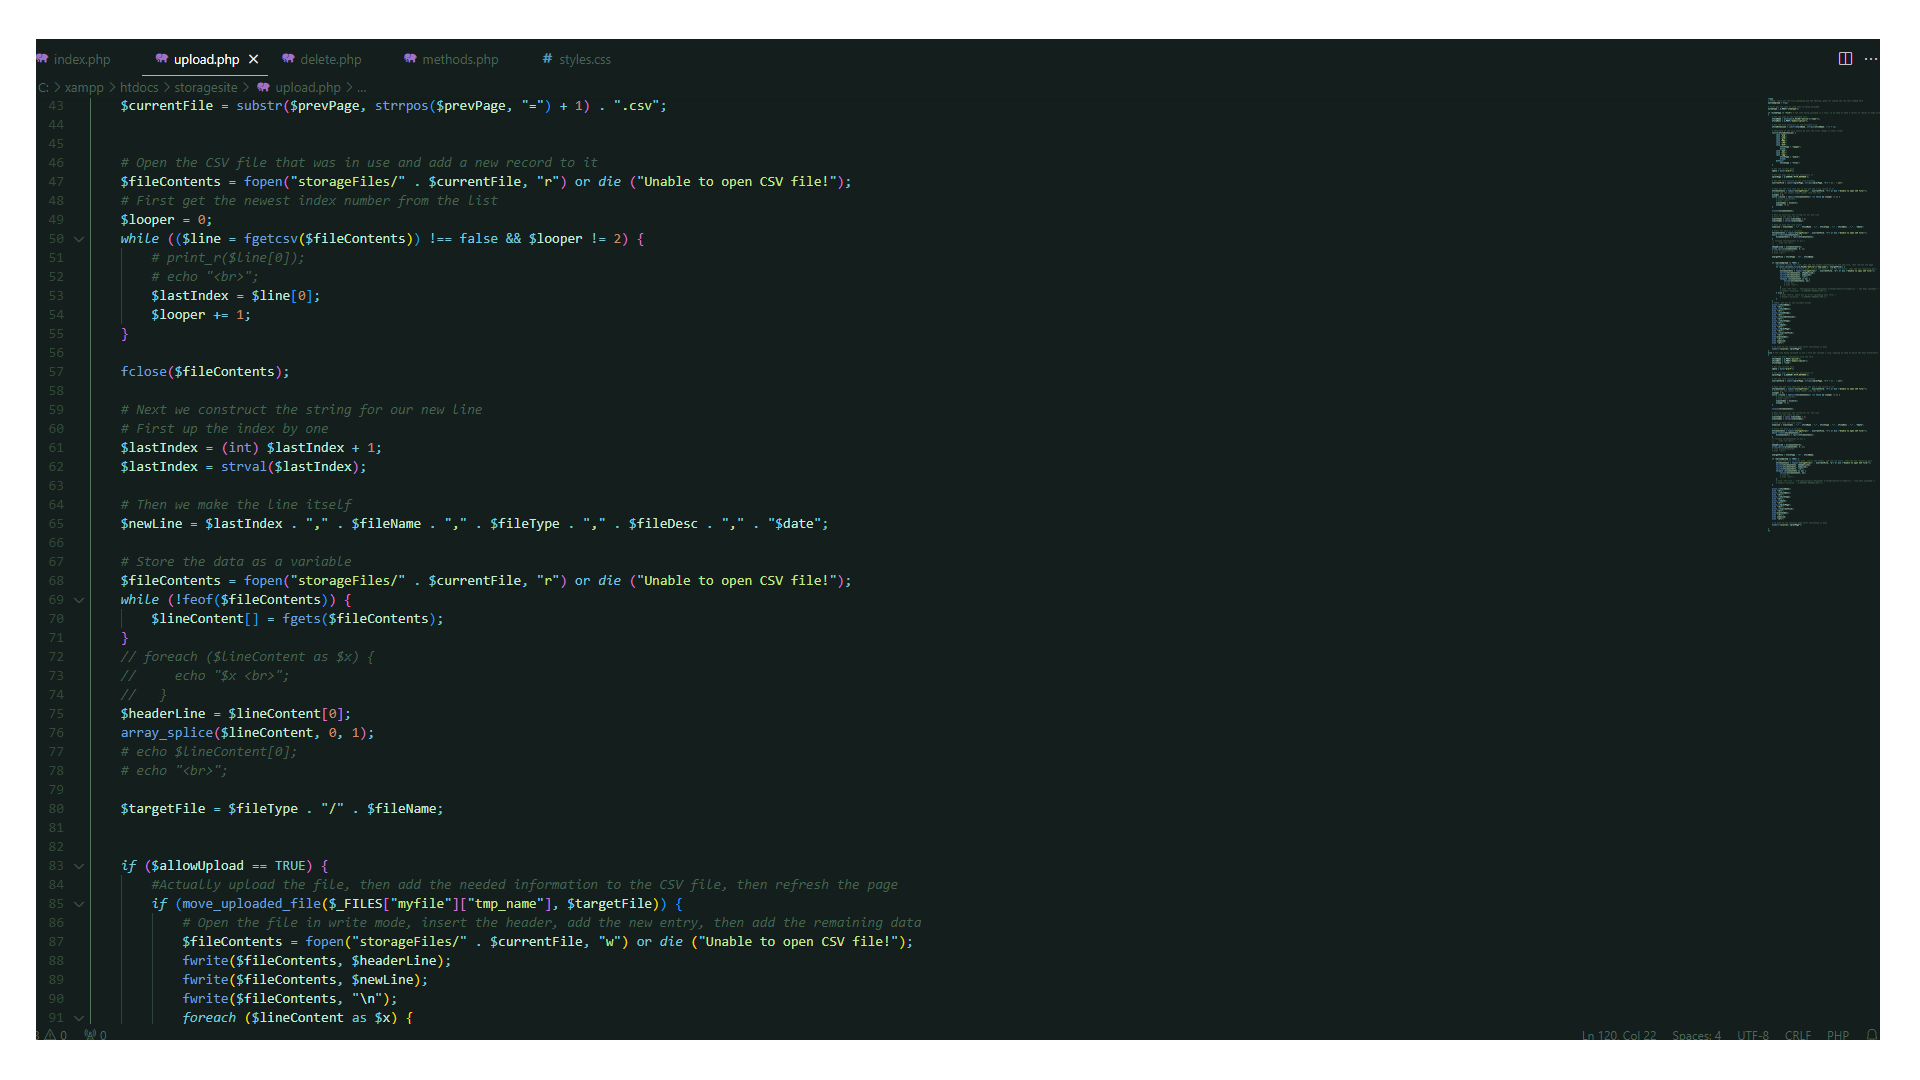 index.php upload.php delete.php methods.php # styles.css
C: > xampp > htdocs > storagesite > upload.php > ...
43 $currentFile = substr($prevPage, strrpos($prevPage, "=") + 1) . ".csv";
44
45
46 # Open the CSV file that was in use and add a new record to it
47 $fileContents = fopen("storageFiles/" . $currentFile, "r") or die ("Unable to open CSV file!");
48 # First get the newest index number from the list
49 $looper = 0;
50 while (($line = fgetcsv($fileContents)) !== false && $looper != 2) {
51 # print_r($line[0]);
52 # echo "<br>";
53 $lastIndex = $line[0];
54 $looper += 1;
55 }
56
57 fclose($fileContents);
58
59 # Next we construct the string for our new line
60 # First up the index by one
61 $lastIndex = (int) $lastIndex + 1;
62 $lastIndex = strval($lastIndex);
63
64 # Then we make the line itself
65 $newLine = $lastIndex . "," . $fileName . "," . $fileType . "," . $fileDesc . "," . "$date";
66
67 # Store the data as a variable
68 $fileContents = fopen("storageFiles/" . $currentFile, "r") or die ("Unable to open CSV file!");
69 while (!feof($fileContents)) {
70 $lineContent[] = fgets($fileContents);
71 }
72 // foreach ($lineContent as $x) {
73 // echo "$x <br>";
74 // }
75 $headerLine = $lineContent[0];
76 array_splice($lineContent, 0, 1);
77 # echo $lineContent[0];
78 # echo "<br>";
79
80 $targetFile = $fileType . "/" . $fileName;
81
82
83 if ($allowUpload == TRUE) {
84 #Actually upload the file, then add the needed information to the CSV file, then refresh the page
85 if (move_uploaded_file($_FILES["myfile"]["tmp_name"], $targetFile)) {
86 # Open the file in write mode, insert the header, add the new entry, then add the remaining data
87 $fileContents = fopen("storageFiles/" . $currentFile, "w") or die ("Unable to open CSV file!");
88 fwrite($fileContents, $headerLine);
89 fwrite($fileContents, $newLine);
90 fwrite($fileContents, "\n");
91 foreach ($lineContent as $x) {
0 0 Ln 120, Col 22 Spaces: 4 UTF-8 CRLF PHP